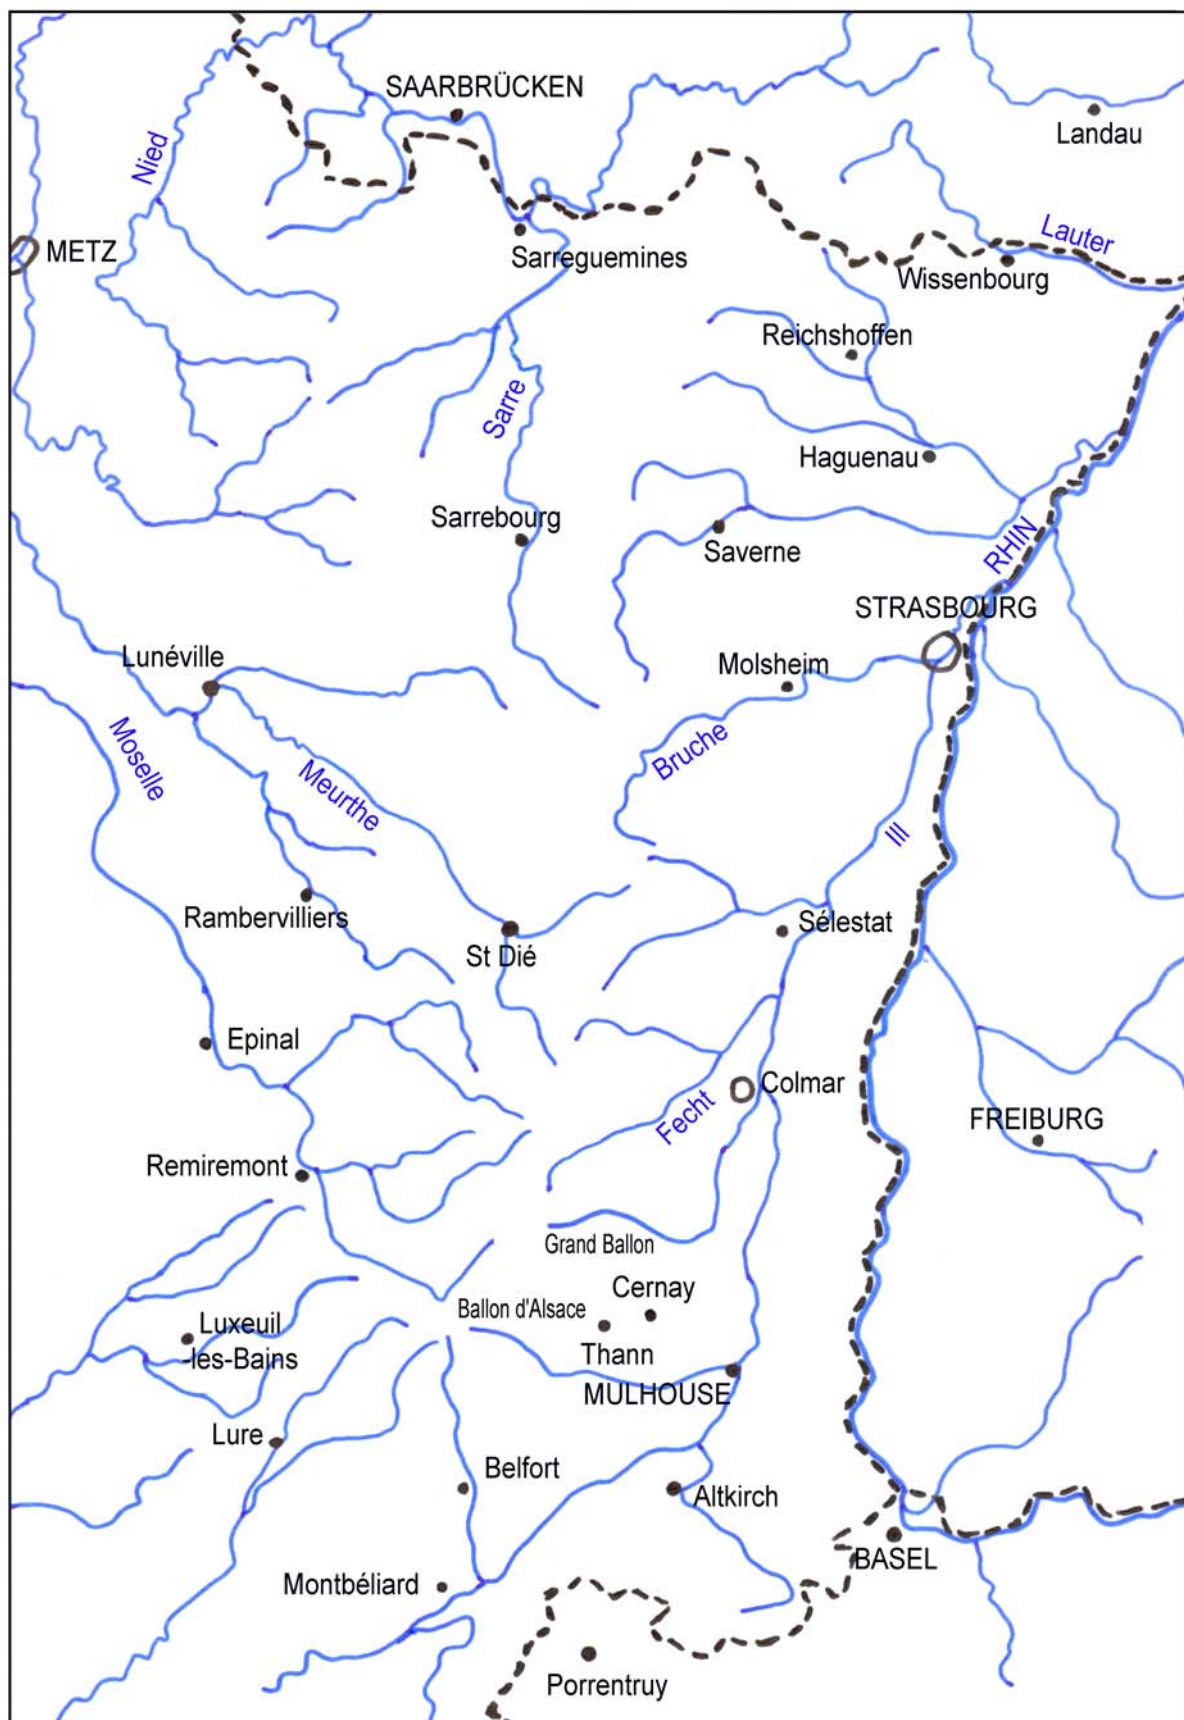 SAARBRÜCKEN
Landau
Nied
Lauter
METZ
Sarreguemines
Wissenbourg
Reichshoffen
Sarre
Haguenau
Sarrebourg
Saverne
RHIN
STRASBOURG
Lunéville
Molsheim
Moselle
Meurthe
Bruche
Ill
Rambervilliers
St Dié
Sélestat
Epinal
Colmar
Fecht
FREIBURG
Remiremont
Grand Ballon
Cernay
Ballon d'Alsace
Luxeuil
-les-Bains
Thann
MULHOUSE
Lure
Belfort
Altkirch
BASEL
Montbéliard
Porrentruy